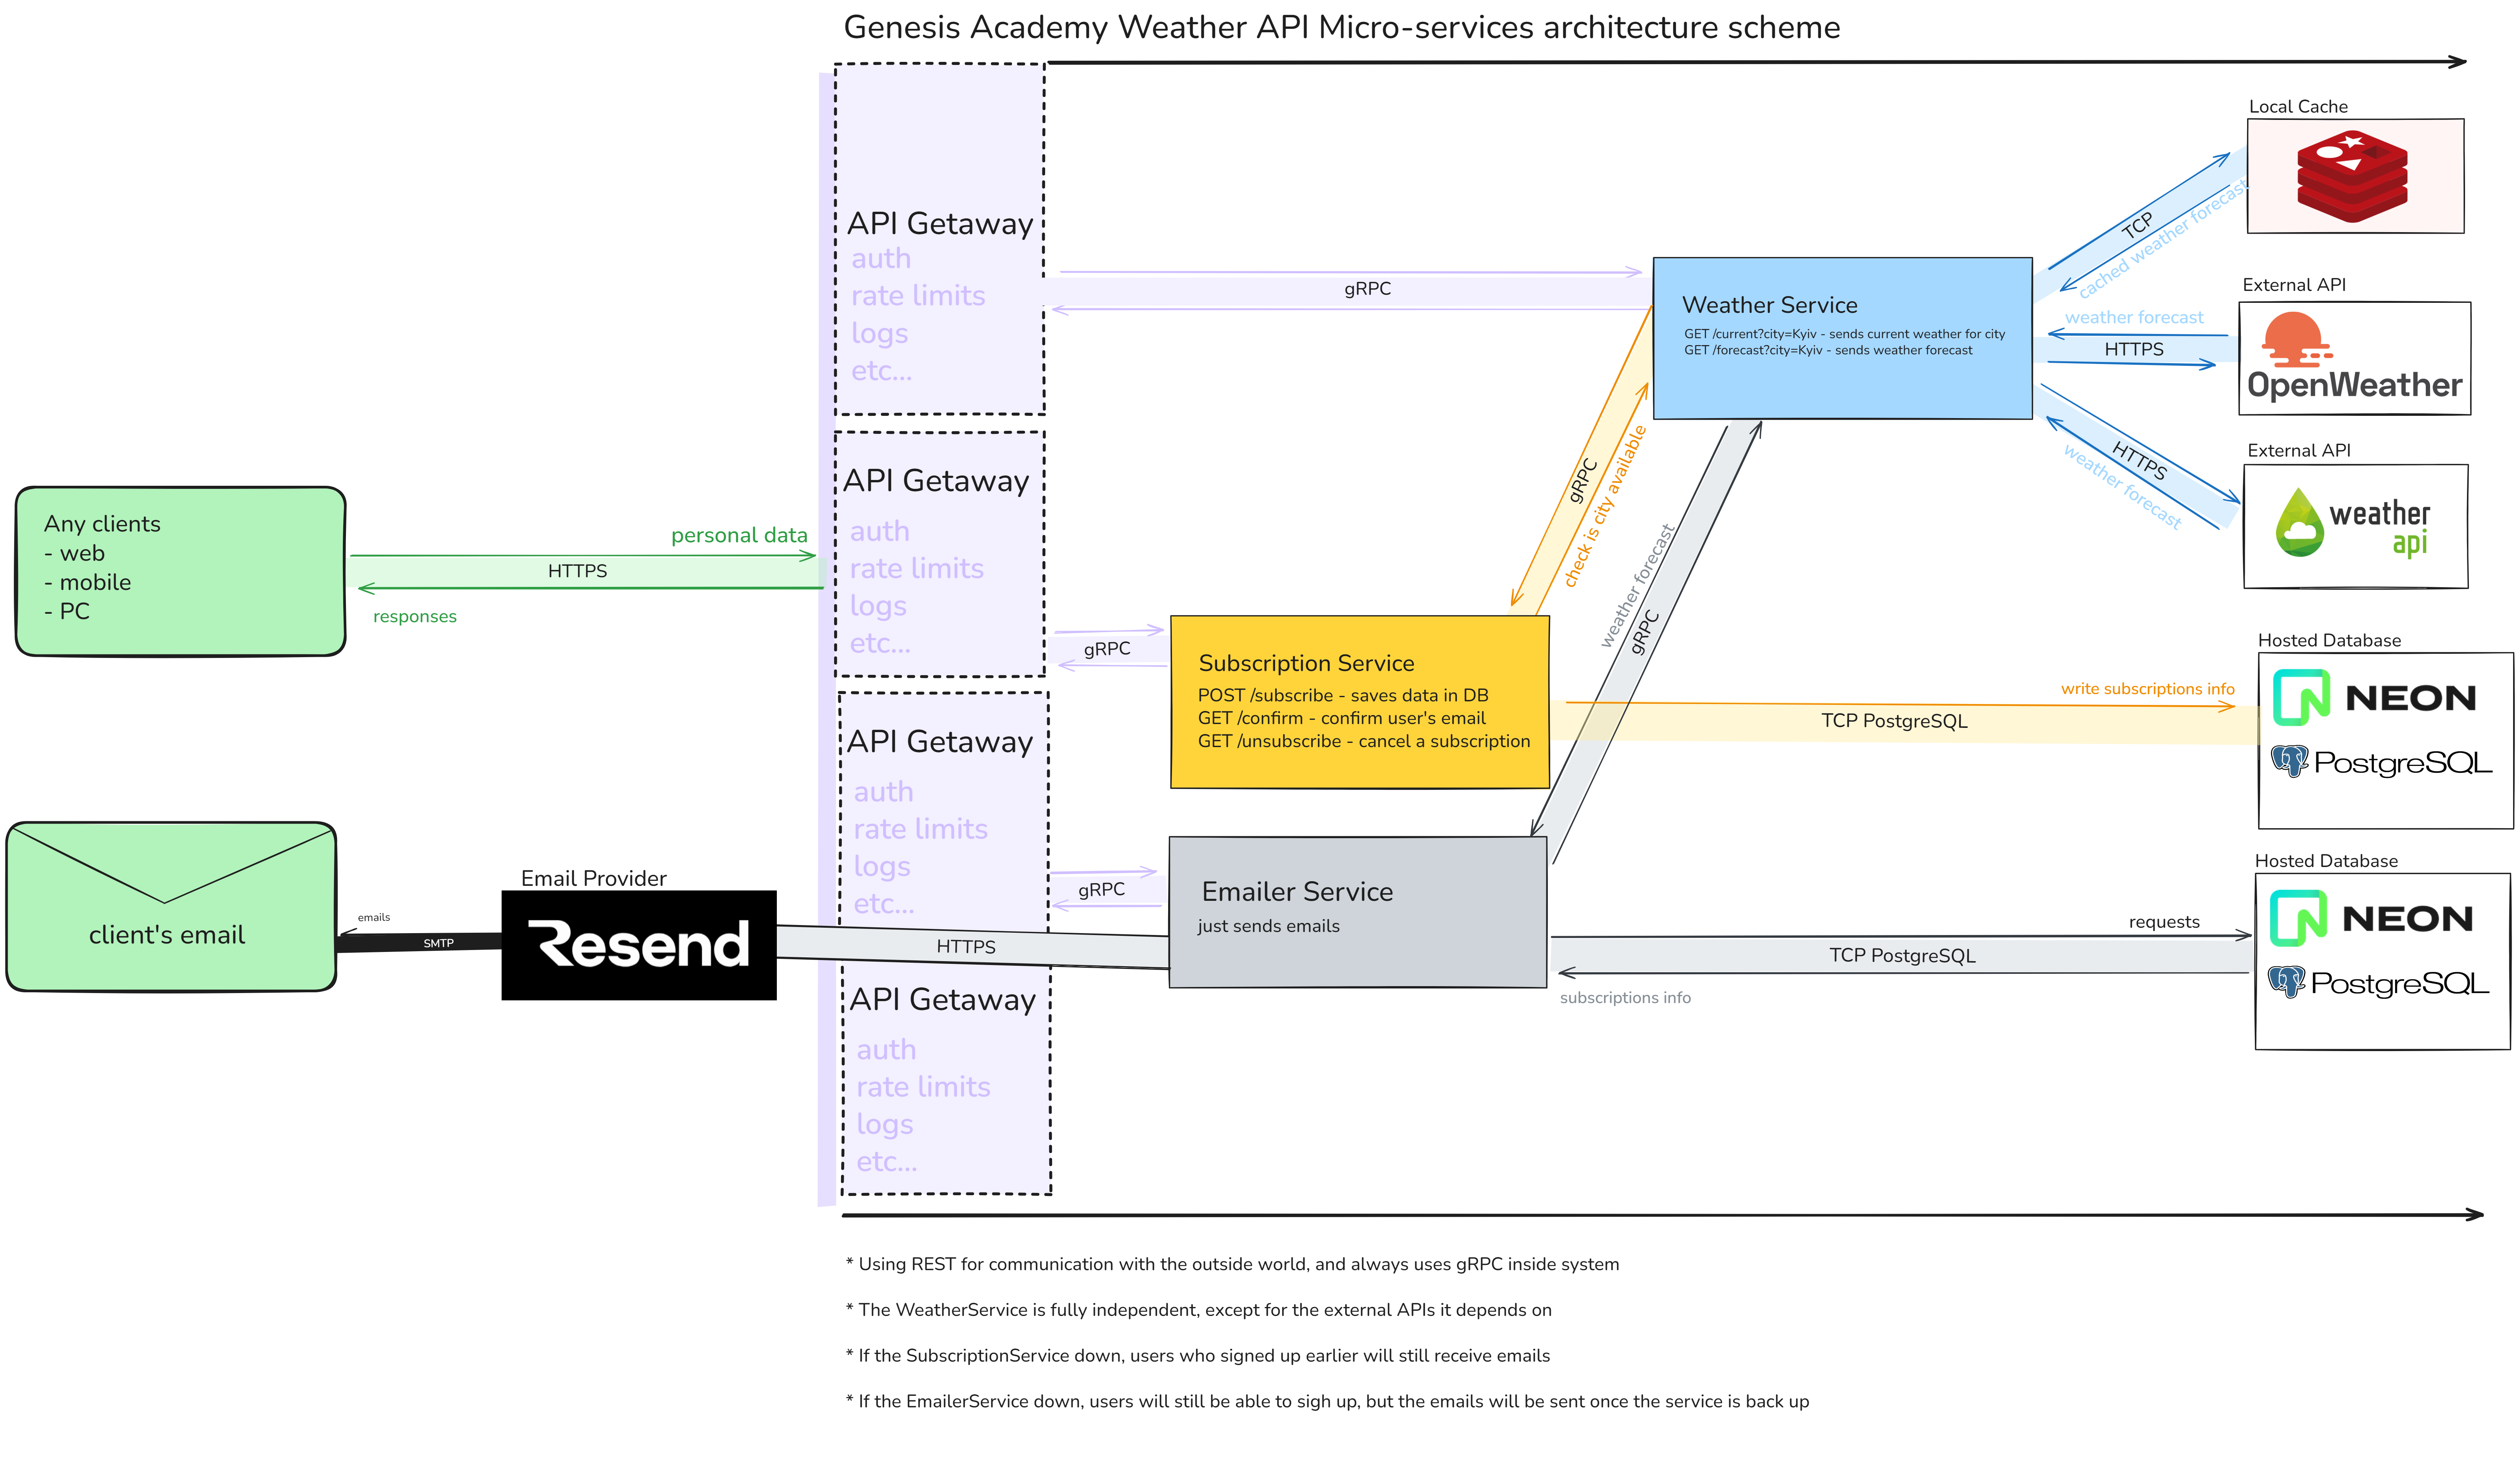 Genesis Academy Weather API Micro-services architecture scheme
Local Cache
TCP
cached weather forecast
API Getaway
auth
rate limits
logs
etc...
gRPC
Weather Service
GET /current?city=Kyiv - sends current weather for city
GET /forecast?city=Kyiv - sends weather forecast
External API
weather forecast
HTTPS
OpenWeather
External API
HTTPS
weather forecast
weather
api
API Getaway
auth
rate limits
logs
etc...
gRPC
gRPC
check is city available
weather forecast
gRPC
Any clients
- web
- mobile
- PC
personal data
HTTPS
responses
Subscription Service
POST /subscribe - saves data in DB
GET /confirm - confirm user's email
GET /unsubscribe - cancel a subscription
write subscriptions info
TCP PostgreSQL
Hosted Database
NEON
PostgreSQL
API Getaway
auth
rate limits
logs
etc...
gRPC
client's email
emails
SMTP
Email Provider
Resend
HTTPS
Emailer Service
just sends emails
requests
TCP PostgreSQL
subscriptions info
Hosted Database
NEON
PostgreSQL
API Getaway
auth
rate limits
logs
etc...
* Using REST for communication with the outside world, and always uses gRPC inside system
* The WeatherService is fully independent, except for the external APIs it depends on
* If the SubscriptionService down, users who signed up earlier will still receive emails
* If the EmailerService down, users will still be able to sigh up, but the emails will be sent once the service is back up